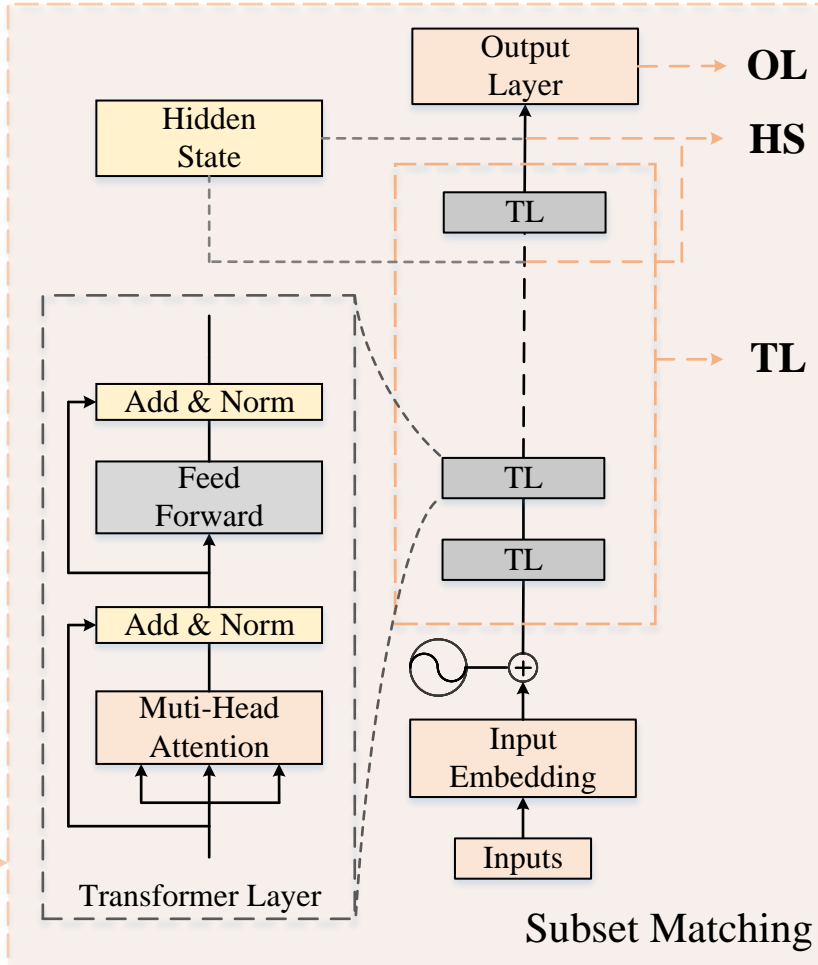 Output
Layer
OL
Hidden
State
HS
TL
TL
Add & Norm
Feed
Forward
TL
TL
Add & Norm
Muti-Head
Attention
Input
Embedding
Inputs
Transformer Layer
Subset Matching